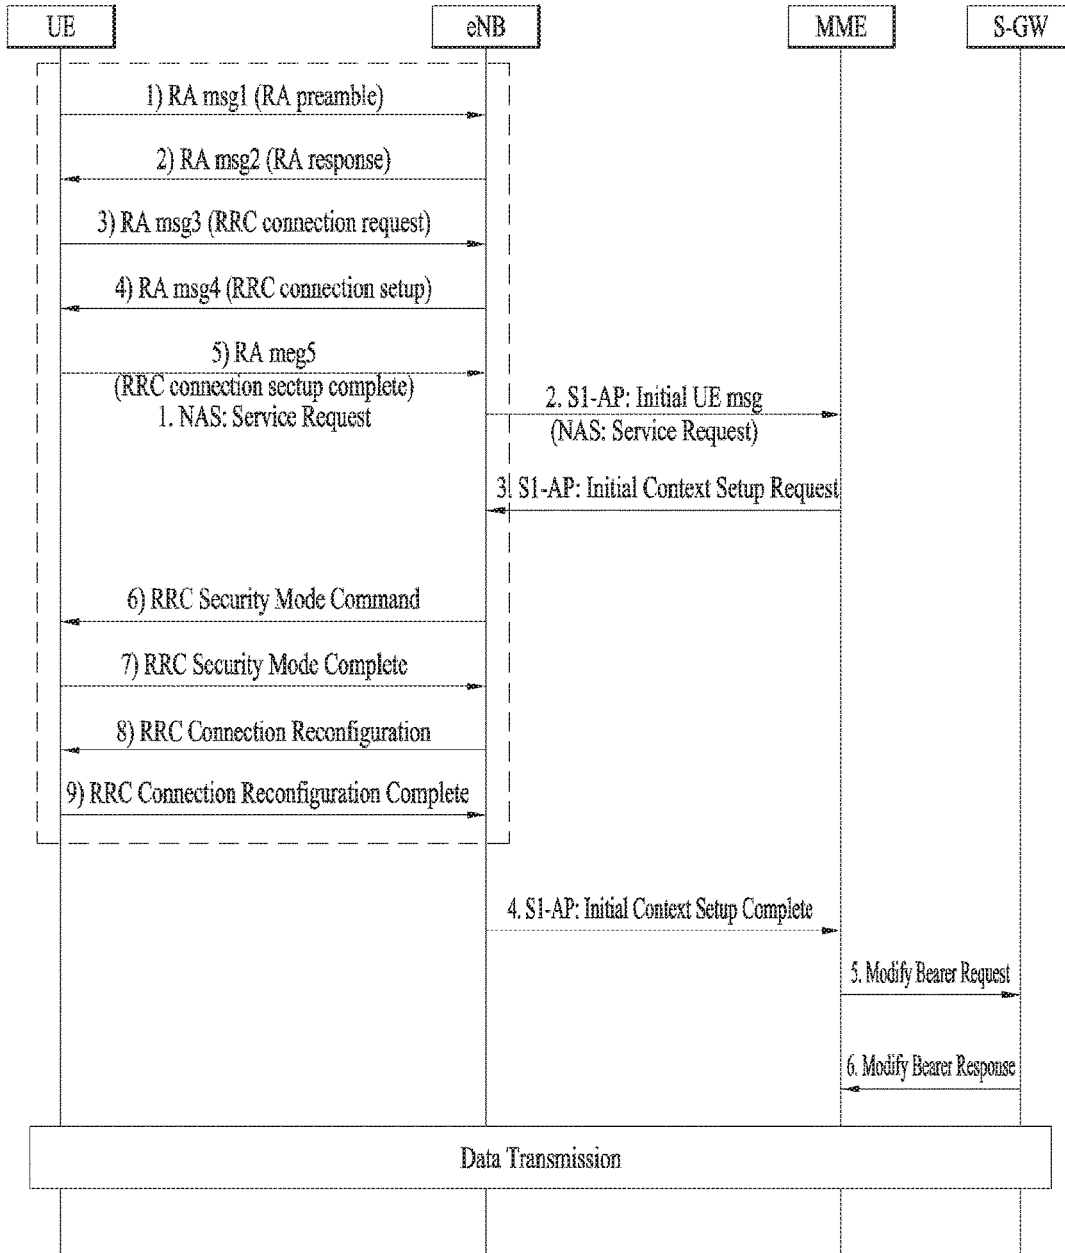 UE
eNB
MME
S-GW
1) RA msg1 (RA preamble)
2) RA msg2 (RA response)
3) RA msg3 (RRC connection request)
4) RA msg4 (RRC connection setup)
5) RA meg5
(RRC connection sectup complete)
1. NAS: Service Request
2. S1-AP: Initial UE msg
(NAS: Service Request)
3. S1-AP: Initial Context Setup Request
6) RRC Security Mode Command
7) RRC Security Mode Complete
8) RRC Connection Reconfiguration
9) RRC Connection Reconfiguration Complete
4. S1-AP: Initial Context Setup Complete
5. Modify Bearer Request
6. Modify Bearer Response
Data Transmission